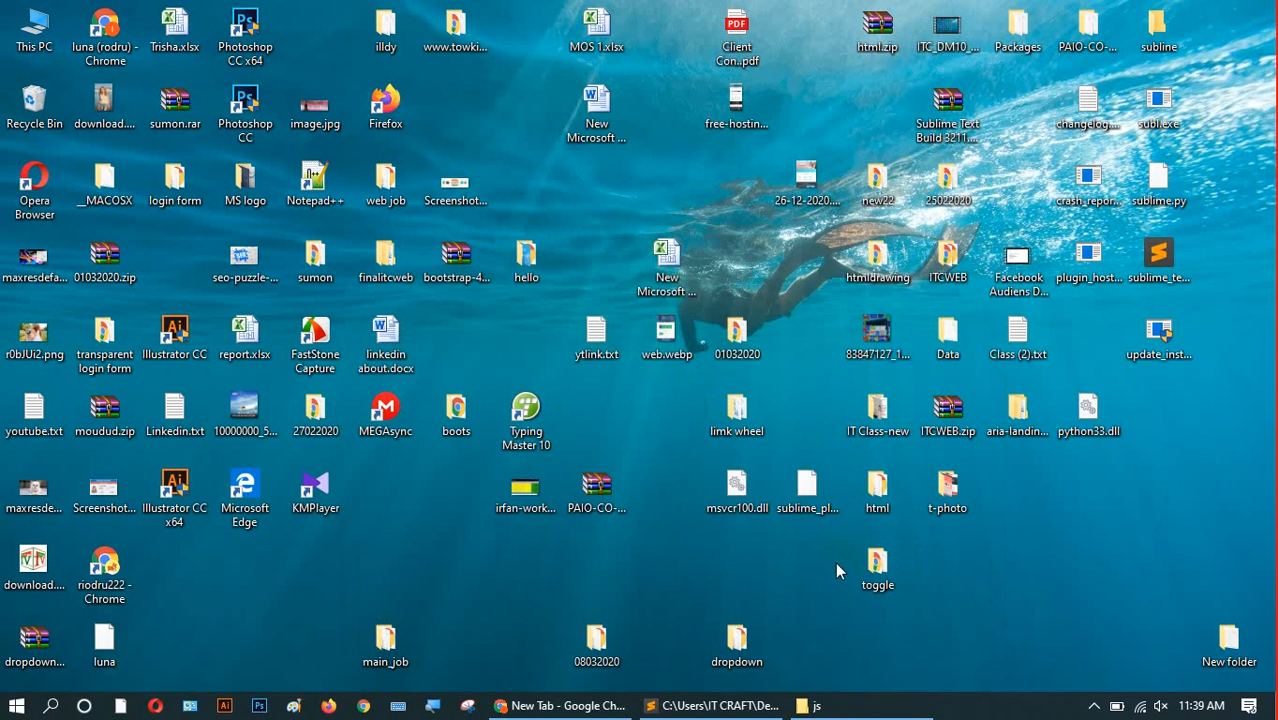 This PC
luna (rodru) -
Chrome
Trisha.xlsx
Photoshop
CC x64
illdy
www.towki...
MOS 1.xlsx
Client
Con..pdf
html.zip
ITC_DM10_...
Packages
PAIO-CO-...
subline
Recycle Bin
download....
sumon.rar
Photoshop
CC
image.jpg
Firefox
New
Microsoft ...
free-hostin...
Sublime Text
Build 3211....
changelog....
subl.exe
Opera
Browser
__MACOSX
login form
MS logo
Notepad++
web job
Screenshot...
26-12-2020....
new22
25022020
crash_repor...
sublime.py
maxresdefa...
01032020.zip
seo-puzzle-...
sumon
finalitcweb
bootstrap-4...
hello
New
Microsoft ...
htmldrawing
ITCWEB
Facebook
Audiens D...
plugin_host...
sublime_te...
r0bJUi2.png
transparent
login form
Illustrator CC
report.xlsx
FastStone
Capture
linkedin
about.docx
ytlink.txt
web.webp
01032020
83847127_1...
Data
Class (2).txt
update_inst...
youtube.txt
moudud.zip
Linkedin.txt
10000000_5...
27022020
MEGAsync
boots
Typing
Master 10
limk wheel
IT Class-new
ITCWEB.zip
aria-landin...
python33.dll
maxresde...
Screenshot...
Illustrator CC
x64
Microsoft
Edge
KMPlayer
irfan-work...
PAIO-CO-...
msvcr100.dll
sublime_pl...
html
t-photo
download....
riodru222 -
Chrome
toggle
dropdown...
luna
main_job
08032020
dropdown
New folder
New Tab - Google Ch...
C:\Users\IT CRAFT\De...
js
11:39 AM